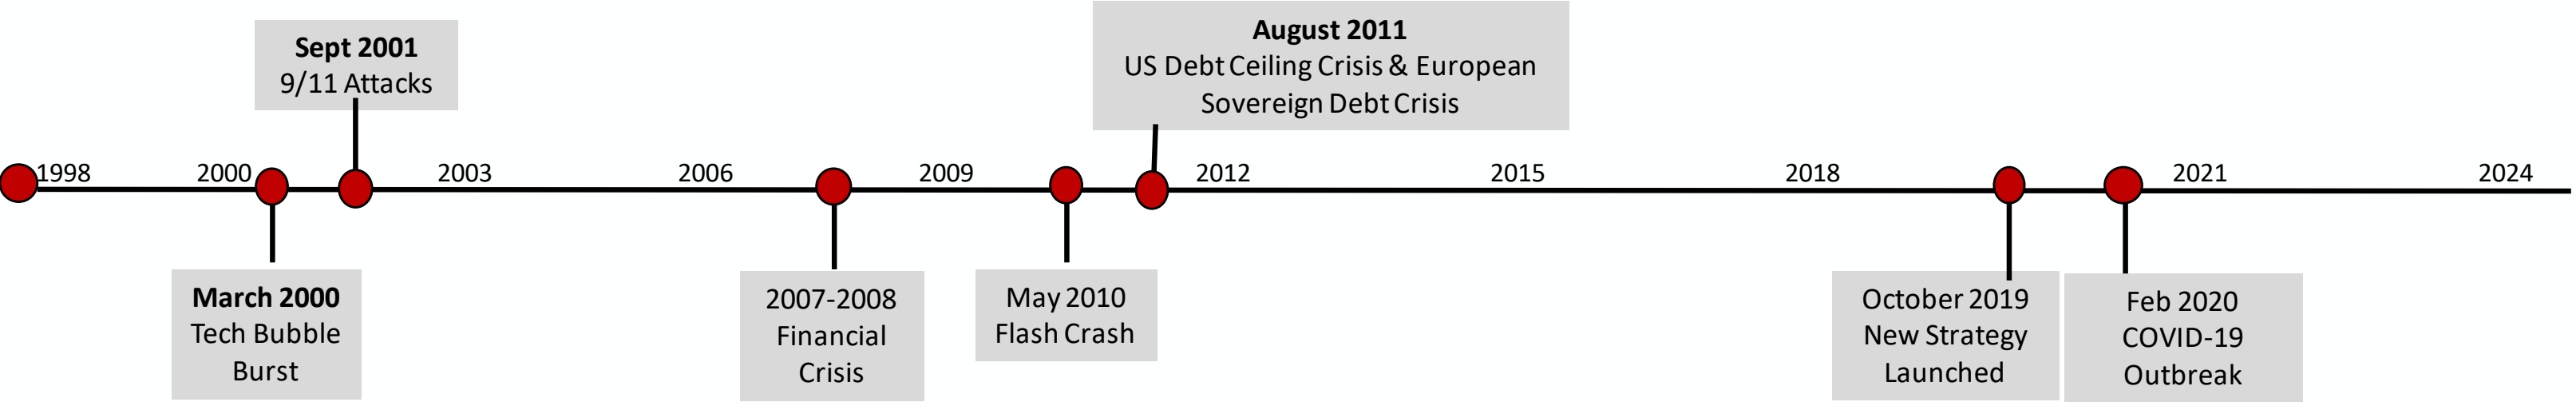 Sept 2001
9/11 Attacks
August 2011
US Debt Ceiling Crisis & European
Sovereign Debt Crisis
1998
2000
2003
2006
2009
2012
2015
2018
2021
2024
March 2000
Tech Bubble
Burst
2007-2008
Financial
Crisis
May 2010
Flash Crash
October 2019
New Strategy
Launched
Feb 2020
COVID-19
Outbreak